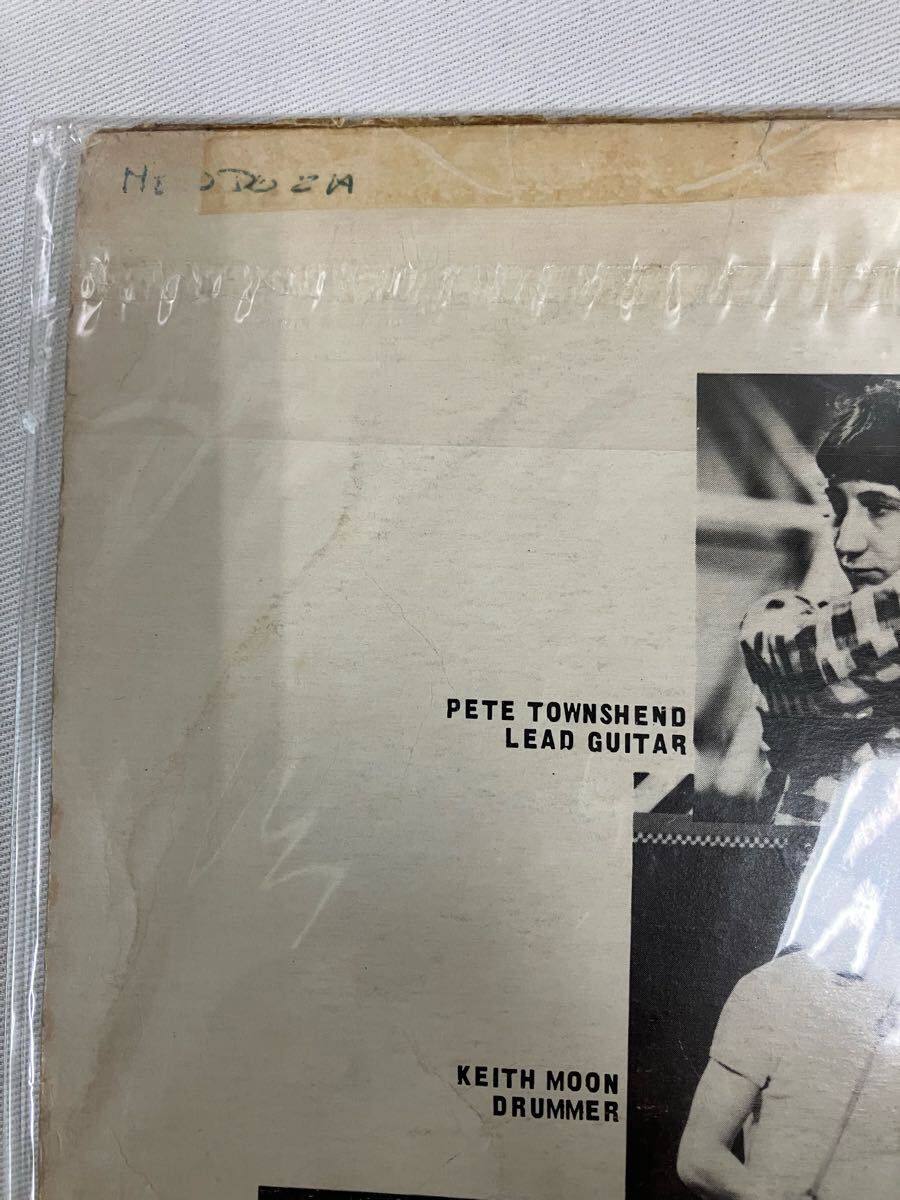 PETE TOWNSHEND
LEAD GUITAR
KEITH MOON
DRUMMER